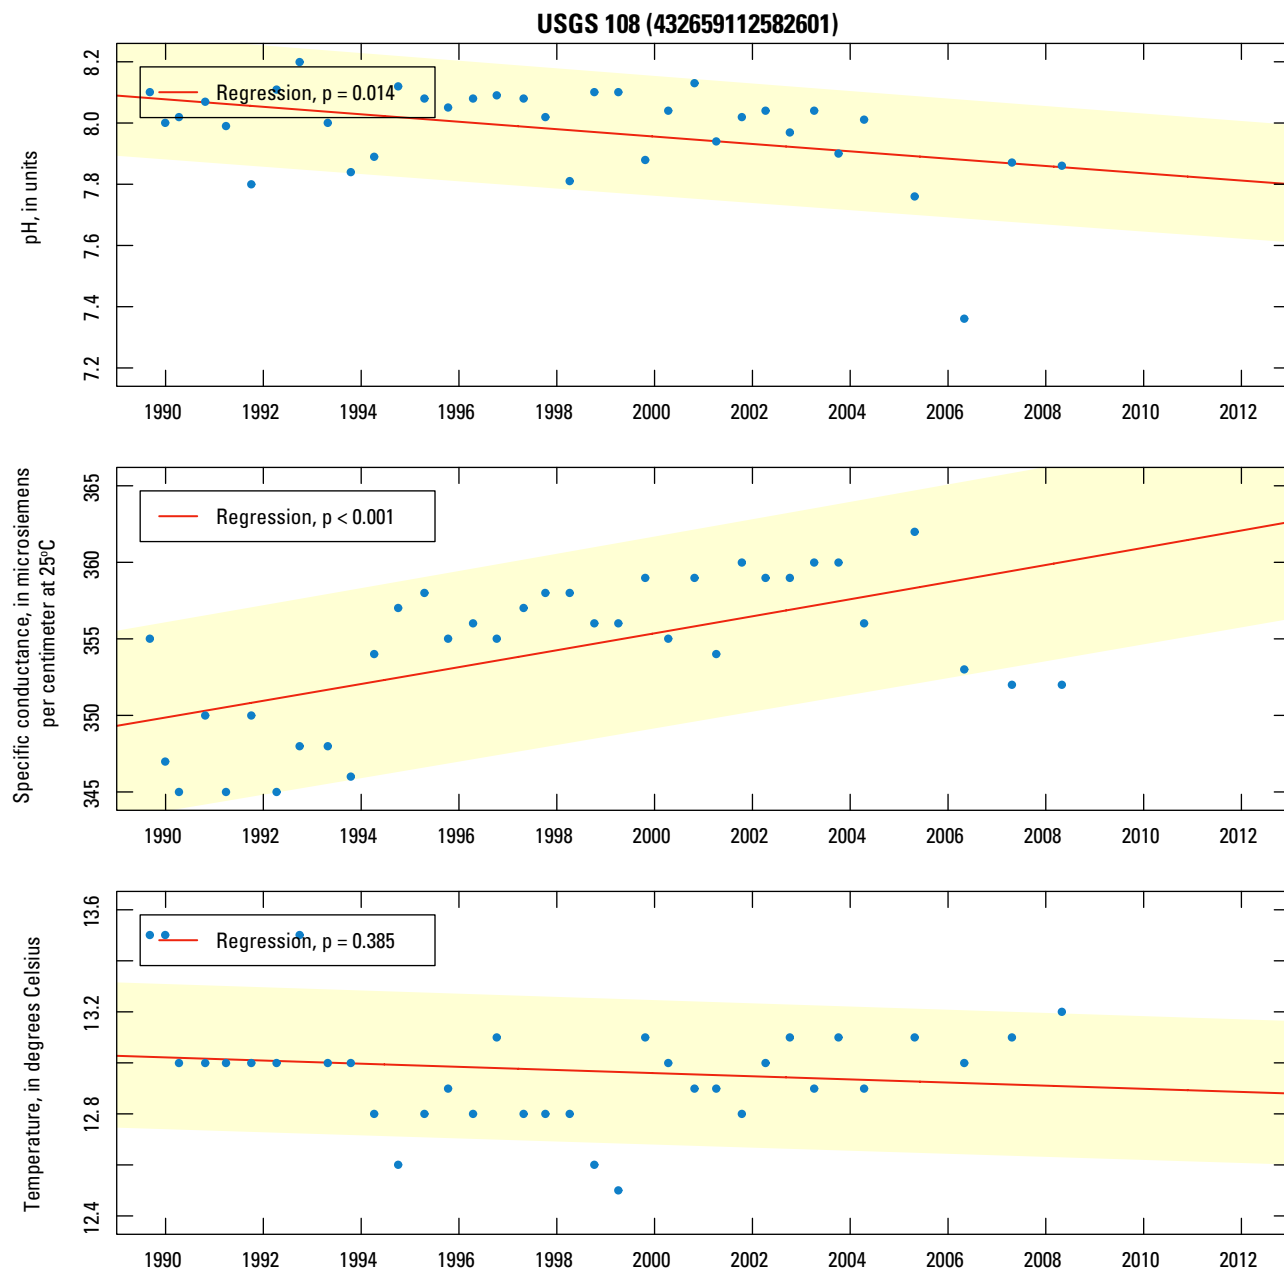 USGS 108 (432659112582601)
pH, in units
8.2
8.0
7.8
7.6
7.4
7.2
Regression, p = 0.014
1990 1992 1994 1996 1998 2000 2002 2004 2006 2008 2010 2012
Specific conductance, in microsiemens
per centimeter at 25°C
365
360
355
350
345
Regression, p < 0.001
1990 1992 1994 1996 1998 2000 2002 2004 2006 2008 2010 2012
Temperature, in degrees Celsius
13.6
13.2
12.8
12.4
Regression, p = 0.385
1990 1992 1994 1996 1998 2000 2002 2004 2006 2008 2010 2012